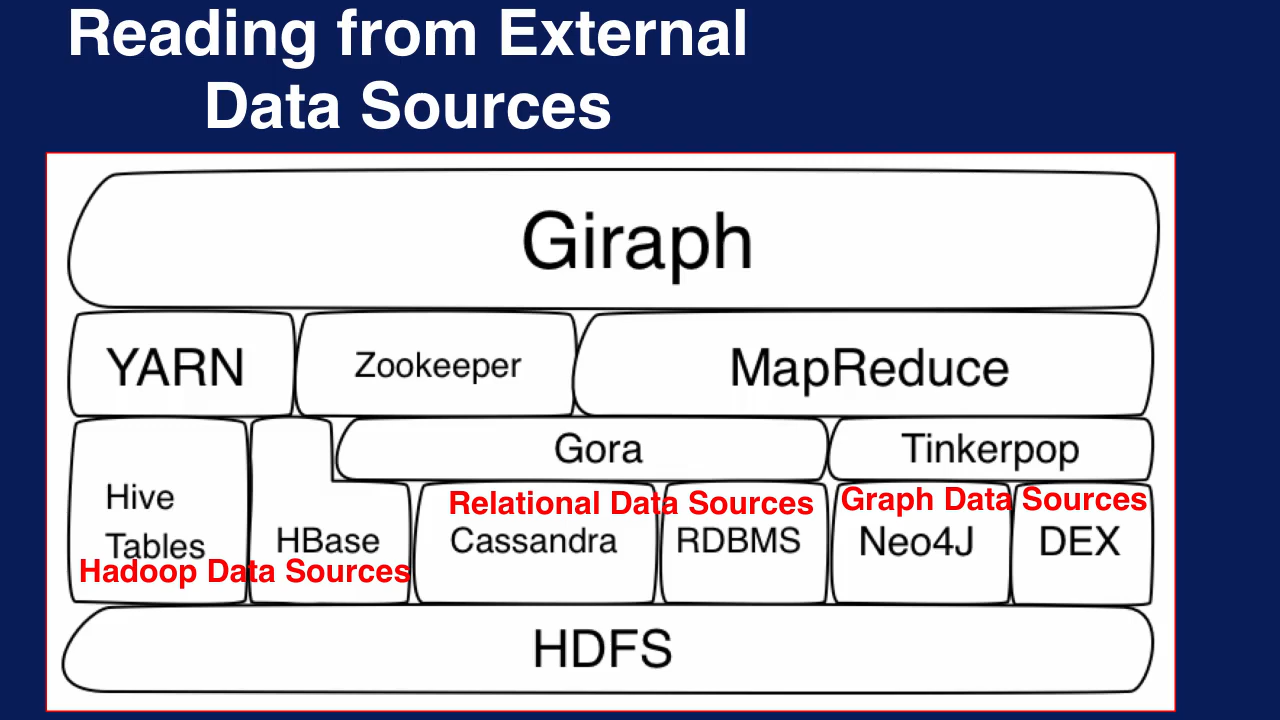 Reading from External
Data Sources
Giraph
YARN
Zookeeper
MapReduce
Gora
Tinkerpop
Hive
Tables
HBase
Hadoop Data Sources
Relational Data Sources
Cassandra
RDBMS
Graph Data Sources
Neo4J
DEX
HDFS